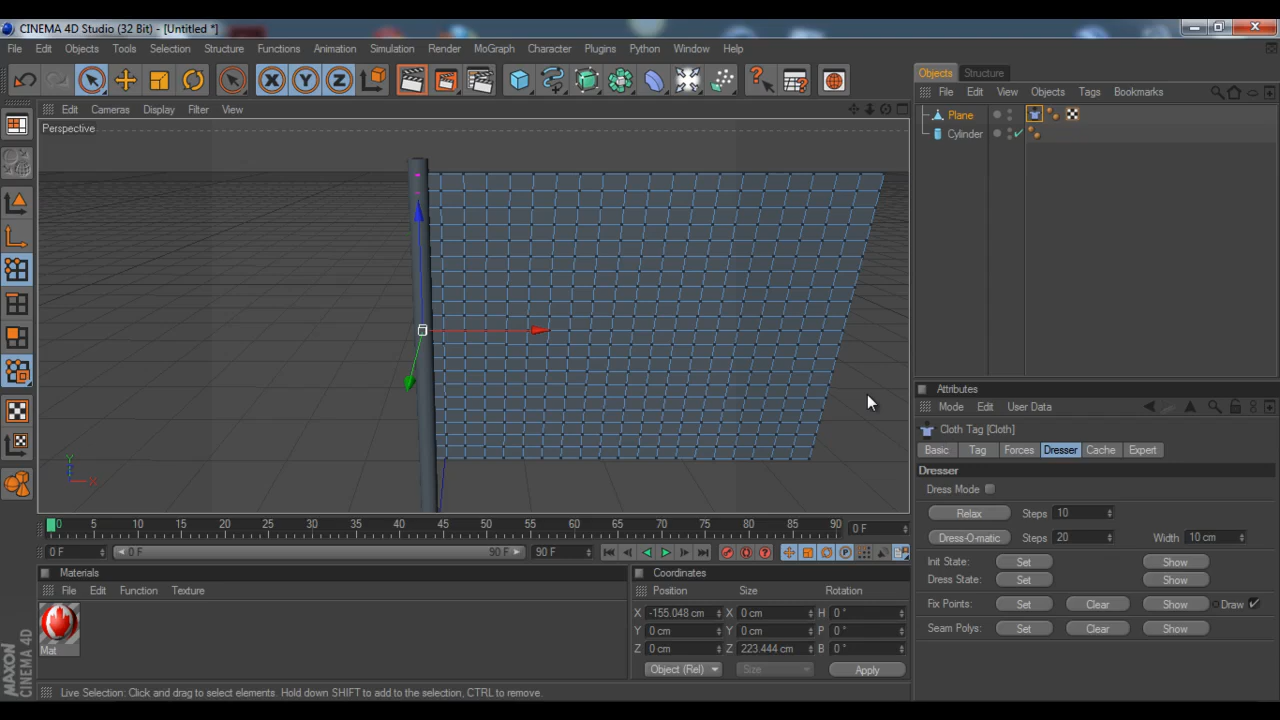 CINEMA 4D Studio (32 Bit) - [Untitled *]
File Edit Objects Tools Selection Structure Functions Animation Simulation Render MoGraph Character Plugins Python Window Help
X Y Z
Edit Cameras Display Filter View
Perspective
Y
X
0 5 10 15 20 25 30 35 40 45 50 55 60 65 70 75 80 85 90 0 F
0 F 0 F 90 F 90 F
Materials
File Edit Function Texture
Mat
MAXON
CINEMA 4D
Coordinates
Position Size Rotation
X -155.048 cm X 0 cm H 0 °
Y 0 cm Y 0 cm P 0 °
Z 0 cm Z 223.444 cm B 0 °
Object (Rel) Size Apply
Live Selection: Click and drag to select elements. Hold down SHIFT to add to the selection, CTRL to remove.
Objects Structure
File Edit View Objects Tags Bookmarks
Plane
Cylinder
Attributes
Mode Edit User Data
Cloth Tag [Cloth]
Basic Tag Forces Dresser Cache Expert
Dresser
Dress Mode
Relax Steps 10
Dress-O-matic Steps 20 Width 10 cm
Init State: Set Show
Dress State: Set Show
Fix Points: Set Clear Show Draw
Seam Polys: Set Clear Show